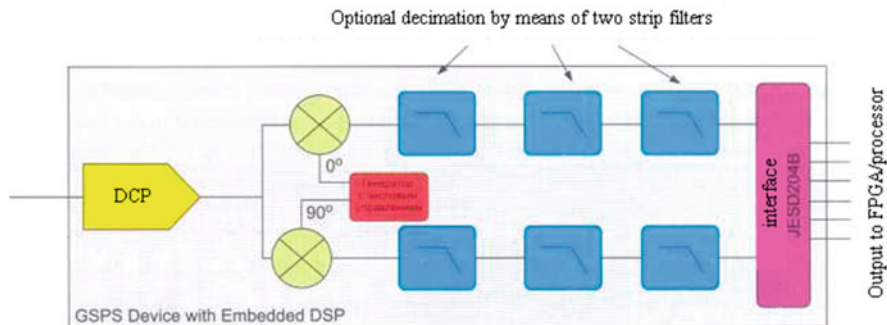 Optional decimation by means of two strip filters
DCP
0º
Генератор
с числовым
управлением
90º
interface
JESD204B
Output to FPGA/processor
GSPS Device with Embedded DSP